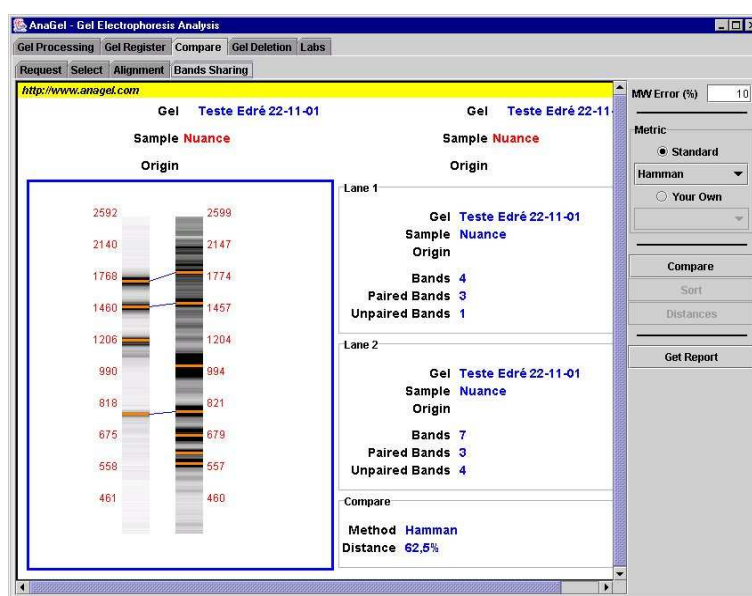 AnaGel - Gel Electrophoresis Analysis
Gel Processing Gel Register Compare Gel Deletion Labs
Request Select Alignment Bands Sharing
http://www.anagel.com
Gel Teste Edré 22-11-01 Gel Teste Edré 22-11-
Sample Nuance Sample Nuance
Origin Origin
2592 2599
2140 2147
1768 1774
1460 1457
1206 1204
990 994
818 821
675 679
558 557
461 460
Lane 1
Gel Teste Edré 22-11-01
Sample Nuance
Origin
Bands 4
Paired Bands 3
Unpaired Bands 1
Lane 2
Gel Teste Edré 22-11-01
Sample Nuance
Origin
Bands 7
Paired Bands 3
Unpaired Bands 4
Compare
Method Hamman
Distance 62,5%
MW Error (%) 10
Metric
Standard
Hamman
Your Own
Compare
Sort
Distances
Get Report